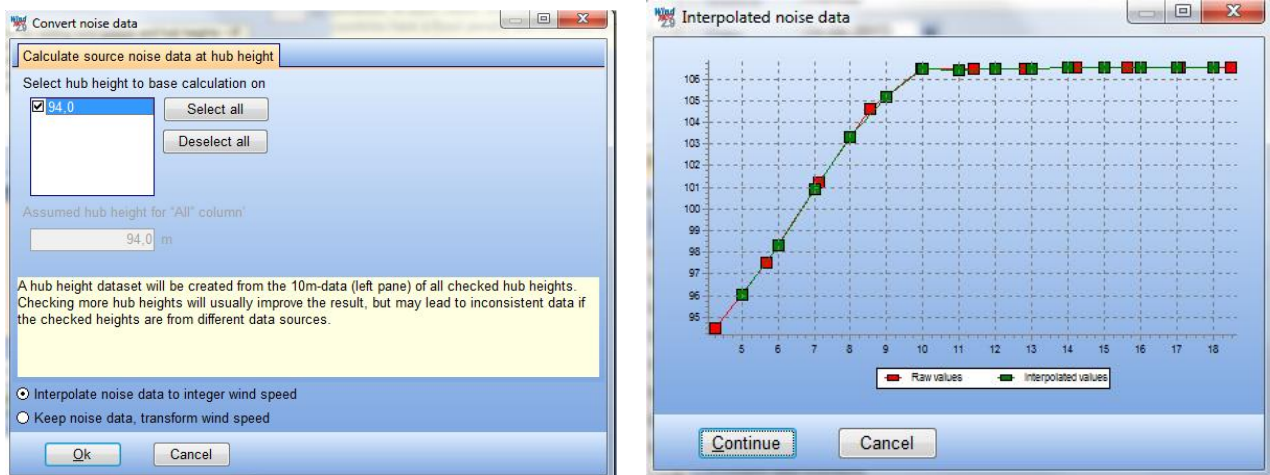 Convert noise data
Calculate source noise data at hub height
Select hub height to base calculation on
94,0
Select all
Deselect all
Assumed hub height for "All" column'
94,0 m
A hub height dataset will be created from the 10m-data (left pane) of all checked hub heights.
Checking more hub heights will usually improve the result, but may lead to inconsistent data if
the checked heights are from different data sources.
Interpolate noise data to integer wind speed
Keep noise data, transform wind speed
Ok
Cancel
Wind
2.9
Interpolated noise data
106
105
104
103
102
101
100
99
98
97
96
95
5 6 7 8 9 10 11 12 13 14 15 16 17 18
Raw values
Interpolated values
Continue
Cancel